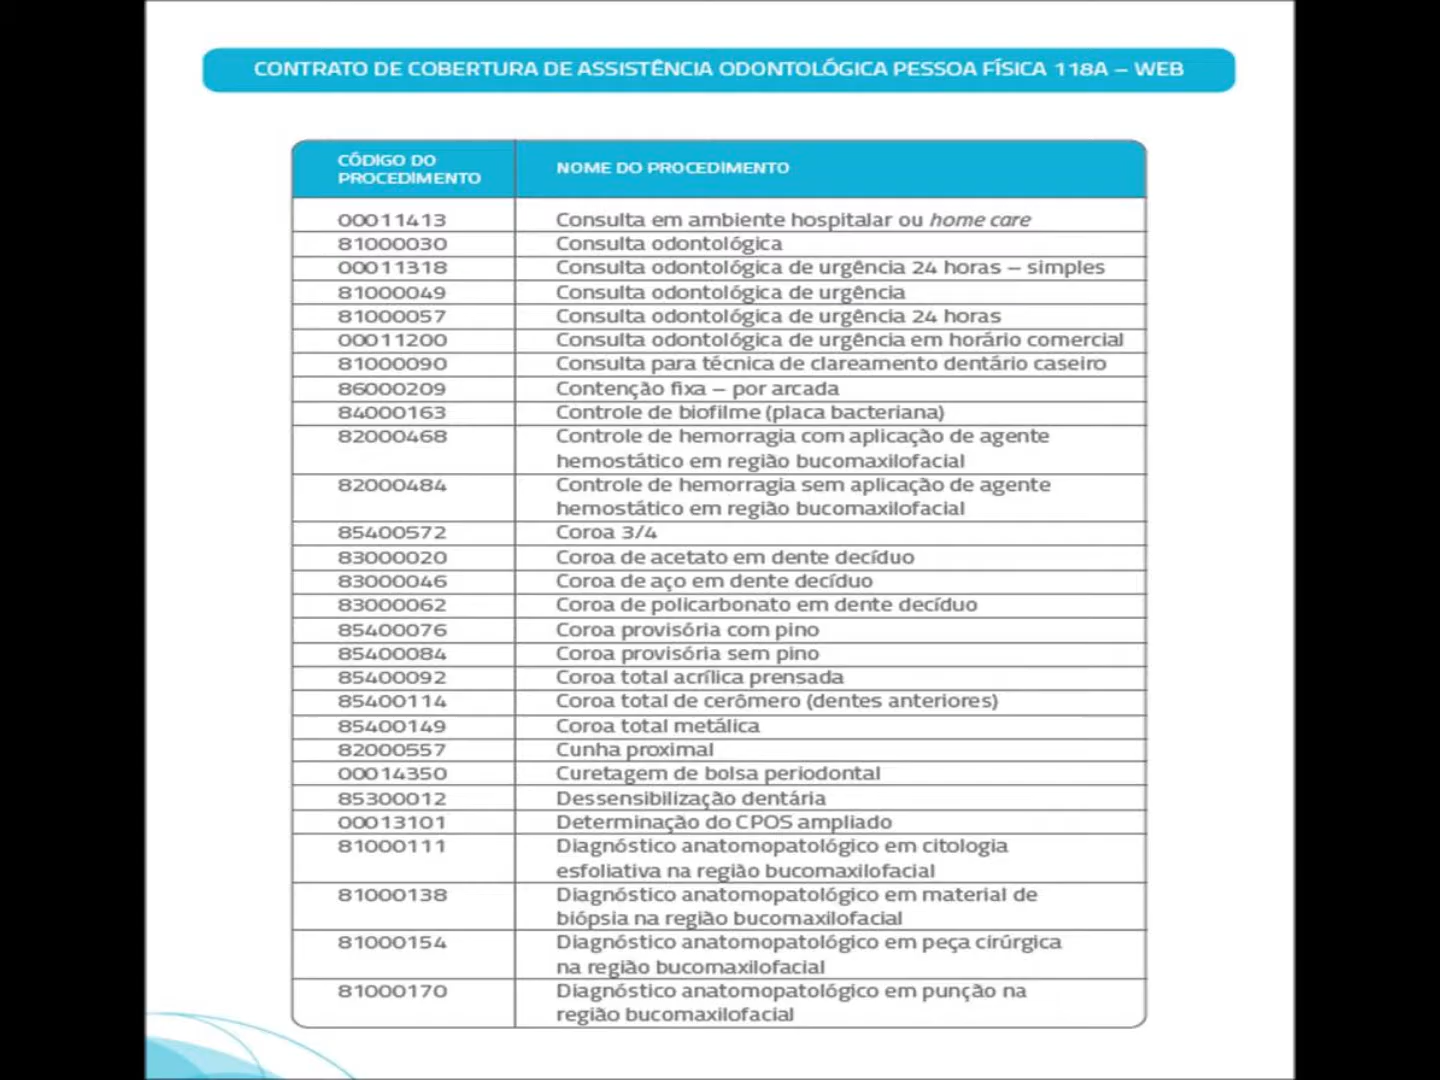 CONTRATO DE COBERTURA DE ASSISTÊNCIA ODONTOLÓGICA PESSOA FÍSICA 118A – WEB
CÓDIGO DO
PROCEDIMENTO
NOME DO PROCEDIMENTO
00011413 Consulta em ambiente hospitalar ou home care
81000030 Consulta odontológica
00011318 Consulta odontológica de urgência 24 horas – simples
81000049 Consulta odontológica de urgência
81000057 Consulta odontológica de urgência 24 horas
00011200 Consulta odontológica de urgência em horário comercial
81000090 Consulta para técnica de clareamento dentário caseiro
86000209 Contenção fixa – por arcada
84000163 Controle de biofilme (placa bacteriana)
82000468 Controle de hemorragia com aplicação de agente
hemostático em região bucomaxilofacial
82000484 Controle de hemorragia sem aplicação de agente
hemostático em região bucomaxilofacial
85400572 Coroa 3/4
83000020 Coroa de acetato em dente decíduo
83000046 Coroa de aço em dente decíduo
83000062 Coroa de policarbonato em dente decíduo
85400076 Coroa provisória com pino
85400084 Coroa provisória sem pino
85400092 Coroa total acrílica prensada
85400114 Coroa total de cerômero (dentes anteriores)
85400149 Coroa total metálica
82000557 Cunha proximal
00014350 Curetagem de bolsa periodontal
85300012 Dessensibilização dentária
00013101 Determinação do CPOS ampliado
81000111 Diagnóstico anatomopatológico em citologia
esfoliativa na região bucomaxilofacial
81000138 Diagnóstico anatomopatológico em material de
biópsia na região bucomaxilofacial
81000154 Diagnóstico anatomopatológico em peça cirúrgica
na região bucomaxilofacial
81000170 Diagnóstico anatomopatológico em punção na
região bucomaxilofacial